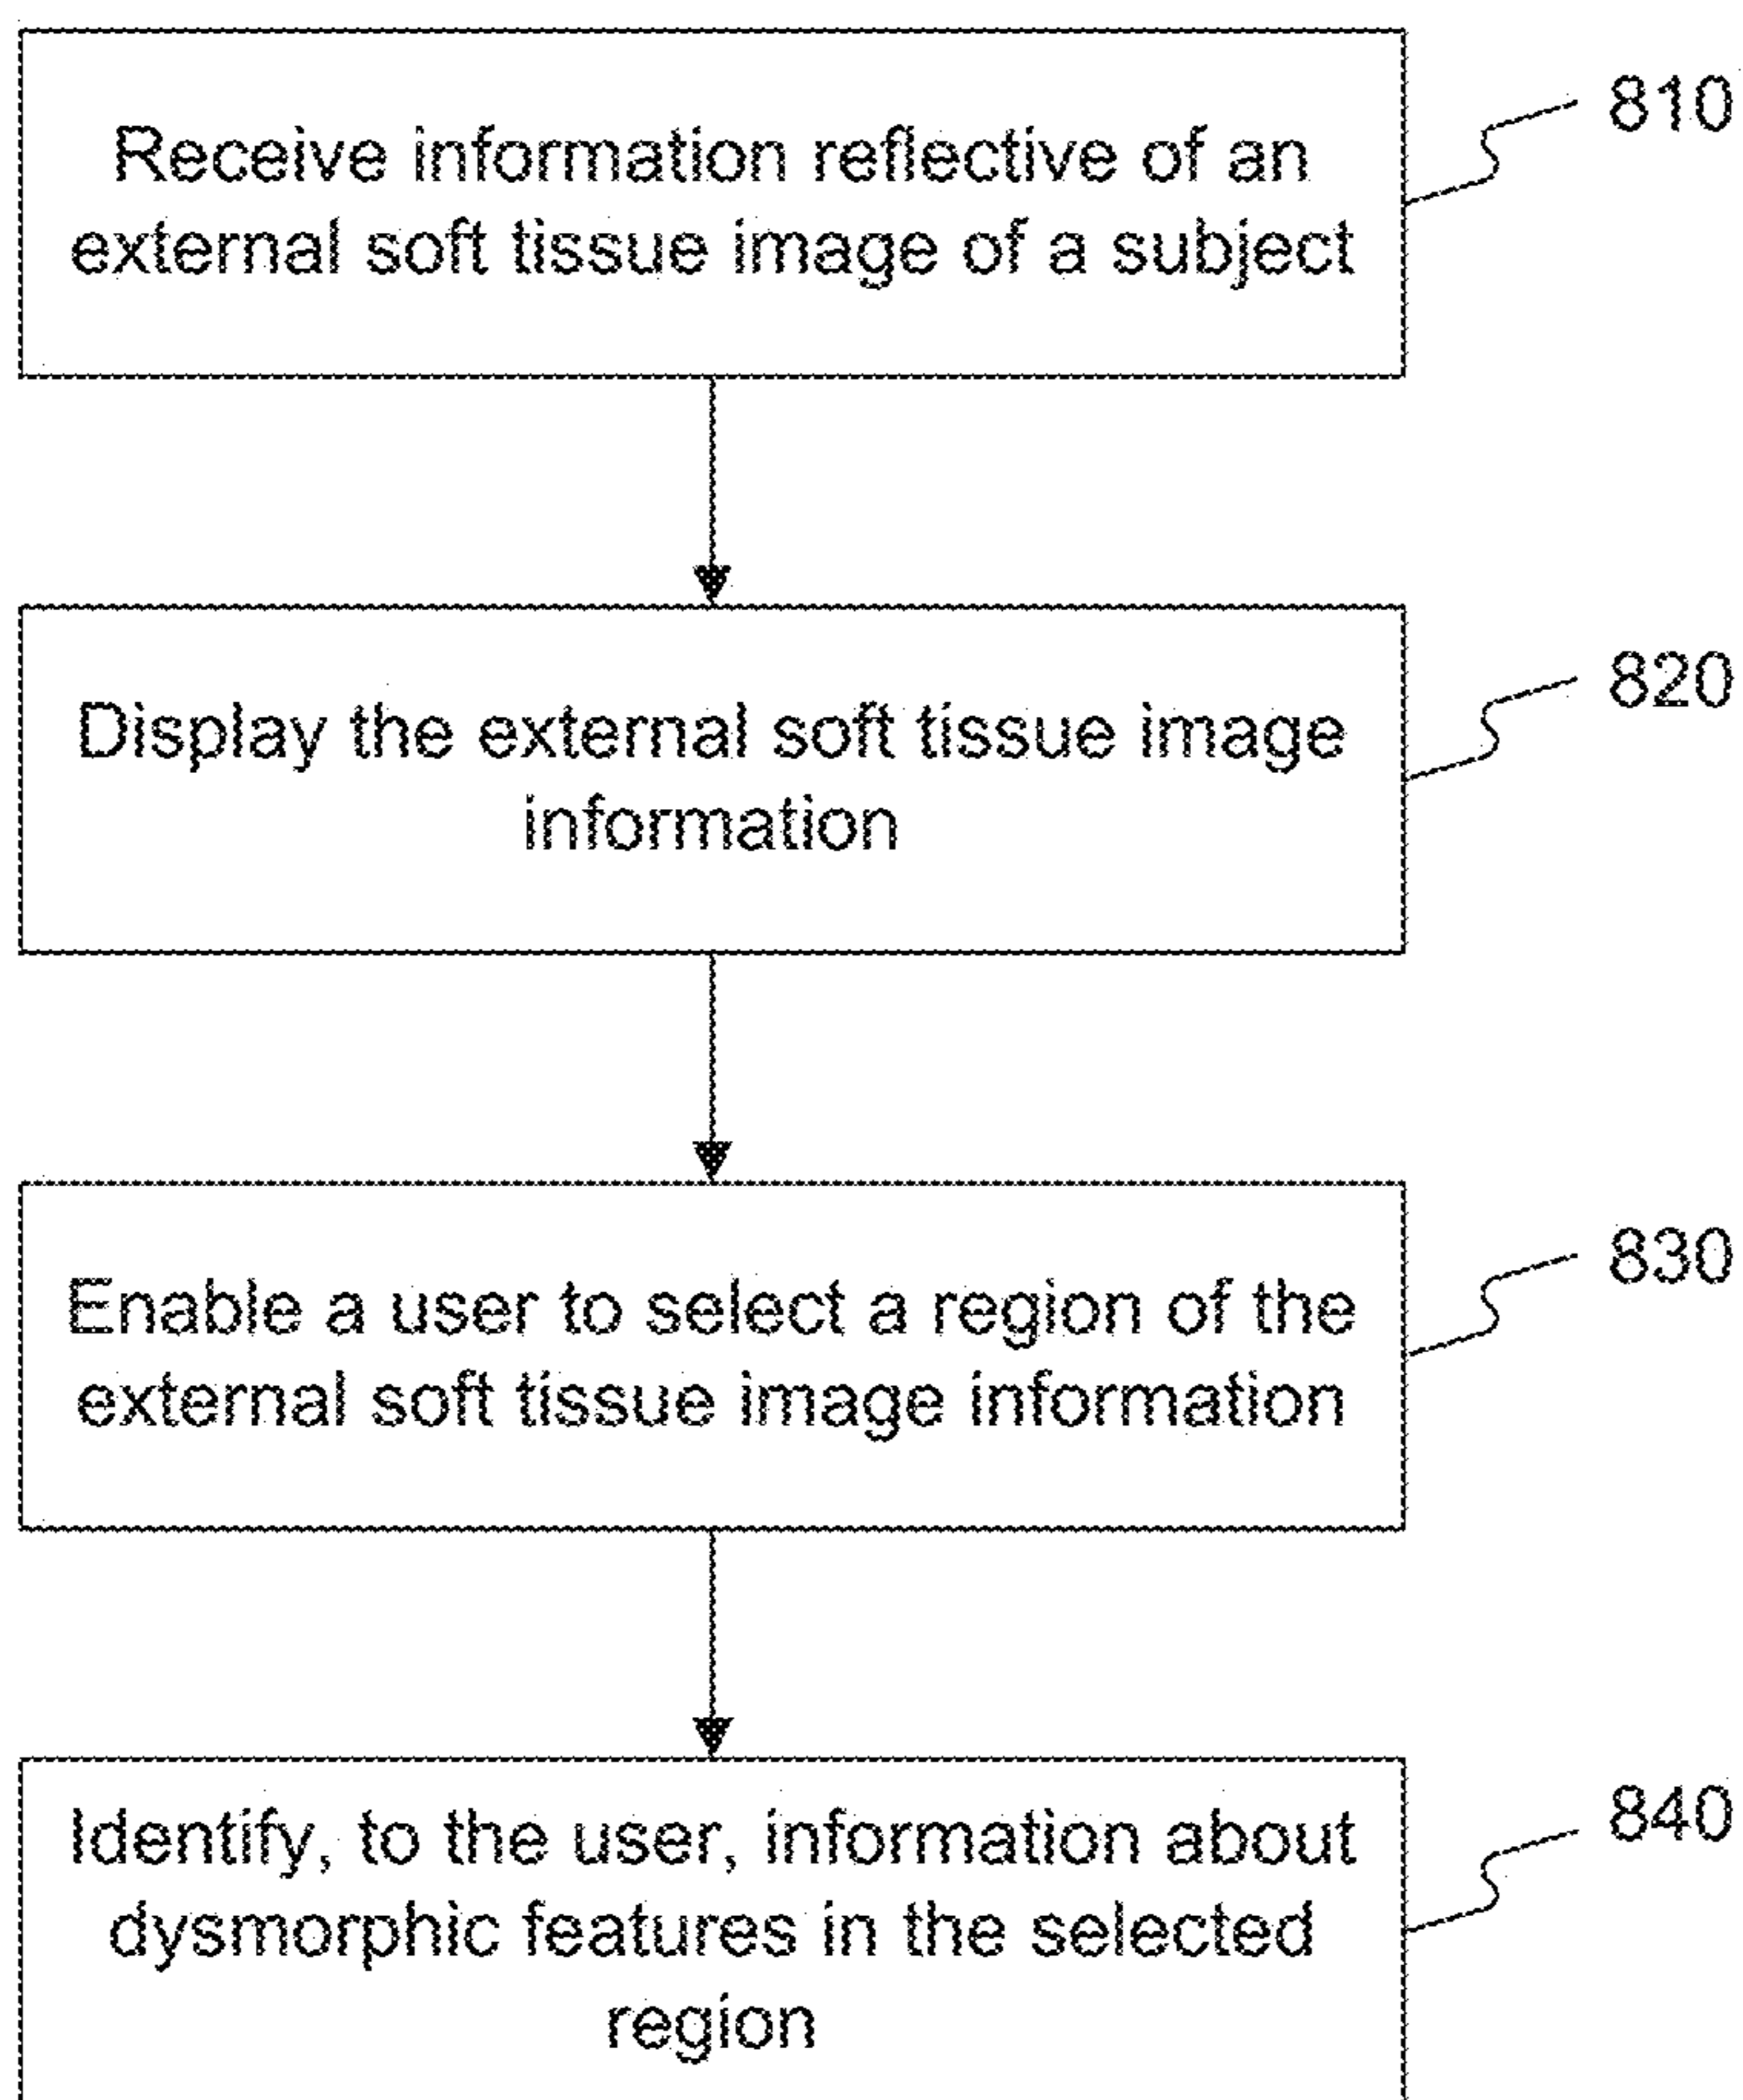 Receive information reflective of an
external soft tissue image of a subject
810
Display the external soft tissue image
information
820
Enable a user to select a region of the
external soft tissue image information
830
Identify, to the user, information about
dysmorphic features in the selected
region
840